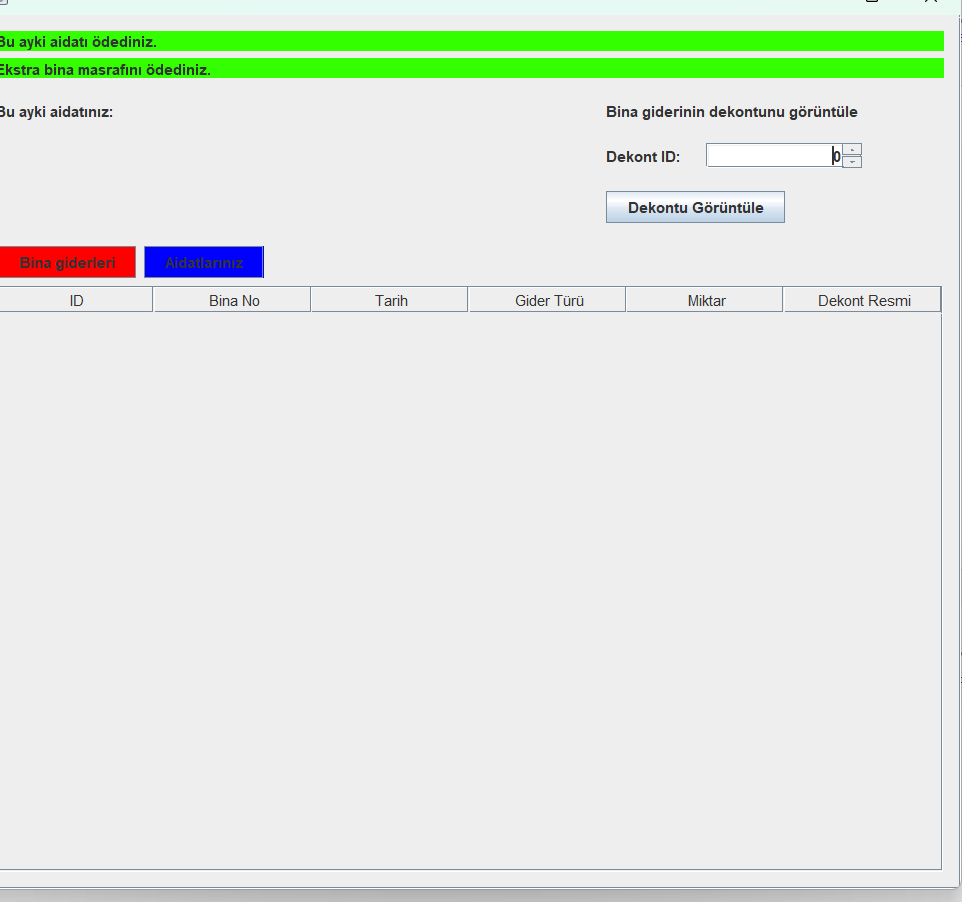 Bu ayki aidatı ödediniz.
Ekstra bina masrafını ödediniz.
Bu ayki aidatınız:
Bina giderinin dekontunu görüntüle
Dekont ID:
0
Dekontu Görüntüle
Bina giderleri
Aidatlarınız
ID
Bina No
Tarih
Gider Türü
Miktar
Dekont Resmi